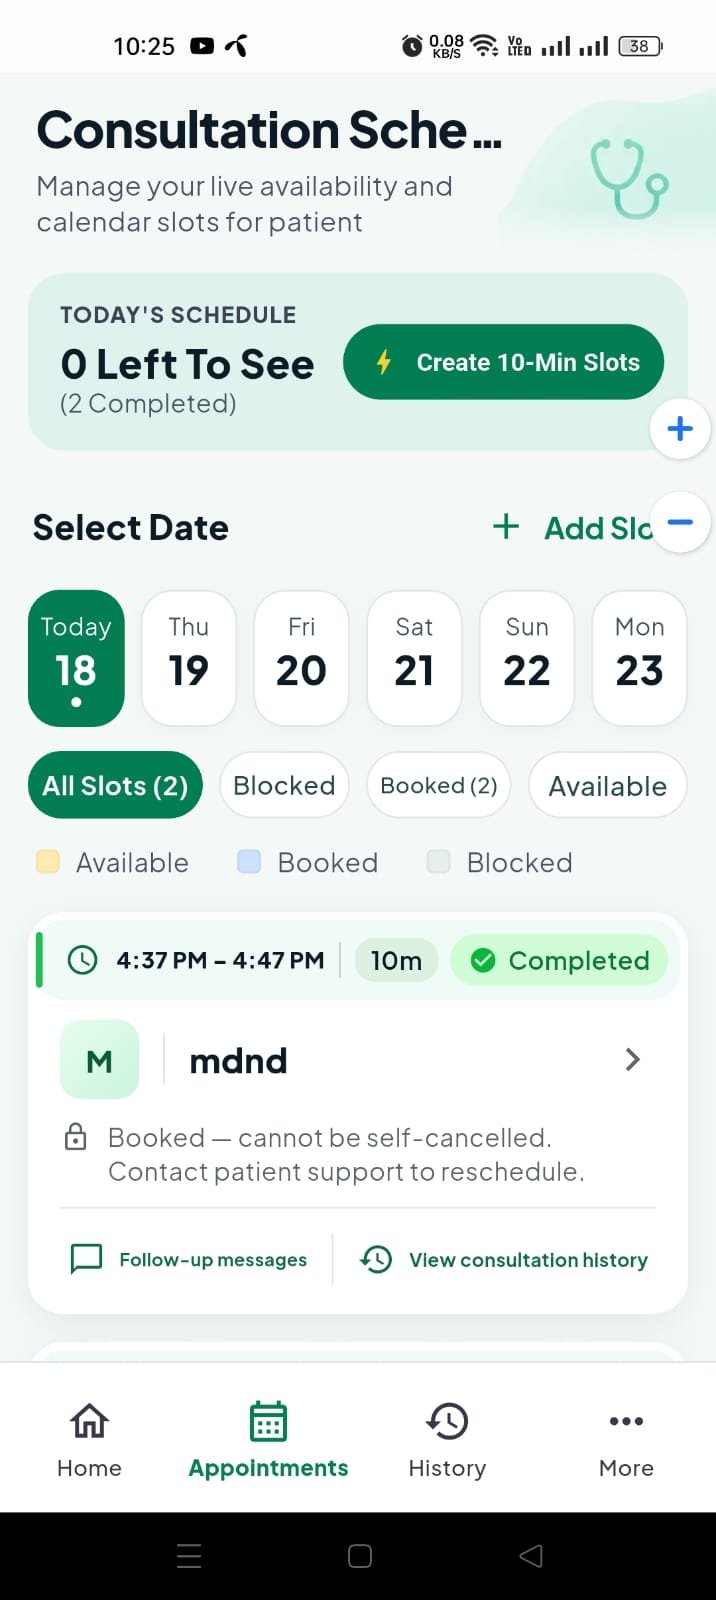 10:25
0.08 KB/S
Vo LTED
38
Consultation Sche...
Manage your live availability and
calendar slots for patient
TODAY'S SCHEDULE
0 Left To See
(2 Completed)
Create 10-Min Slots
Select Date
+ Add Slo
Today Thu Fri Sat Sun Mon
18 19 20 21 22 23
All Slots (2) Blocked Booked (2) Available
Available Booked Blocked
4:37 PM – 4:47 PM 10m Completed
M mdnd
Booked — cannot be self-cancelled.
Contact patient support to reschedule.
Follow-up messages View consultation history
Home Appointments History More